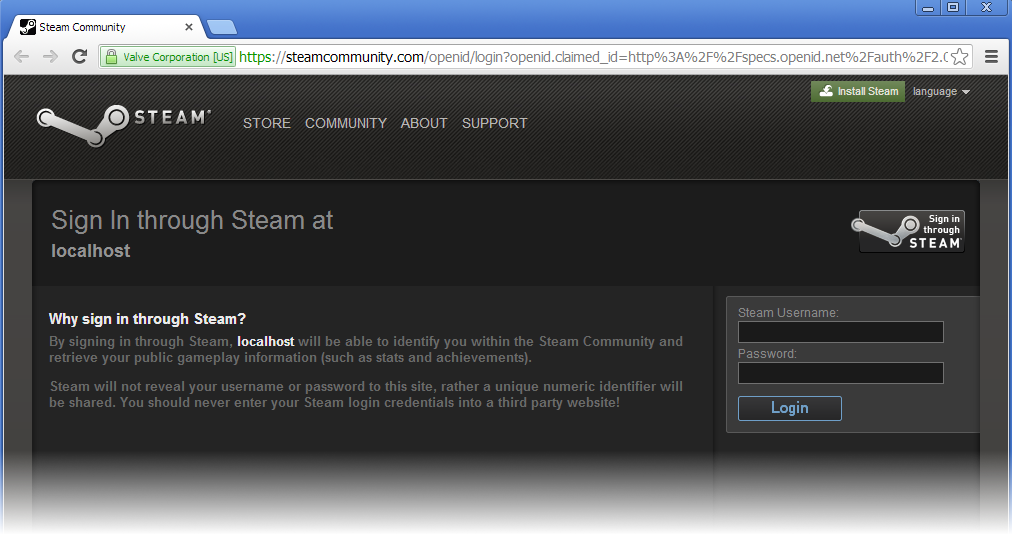 Steam Community
Valve Corporation [US] https://steamcommunity.com/openid/login?openid.claimed_id=http%3A%2F%2Fspecs.openid.net%2Fauth%2F2.0
Install Steam language
STEAM
STORE COMMUNITY ABOUT SUPPORT
Sign In through Steam at
localhost
Sign in
through
STEAM
Why sign in through Steam?
By signing in through Steam, localhost will be able to identify you within the Steam Community and
retrieve your public gameplay information (such as stats and achievements).
Steam will not reveal your username or password to this site, rather a unique numeric identifier will
be shared. You should never enter your Steam login credentials into a third party website!
Steam Username:
Password:
Login